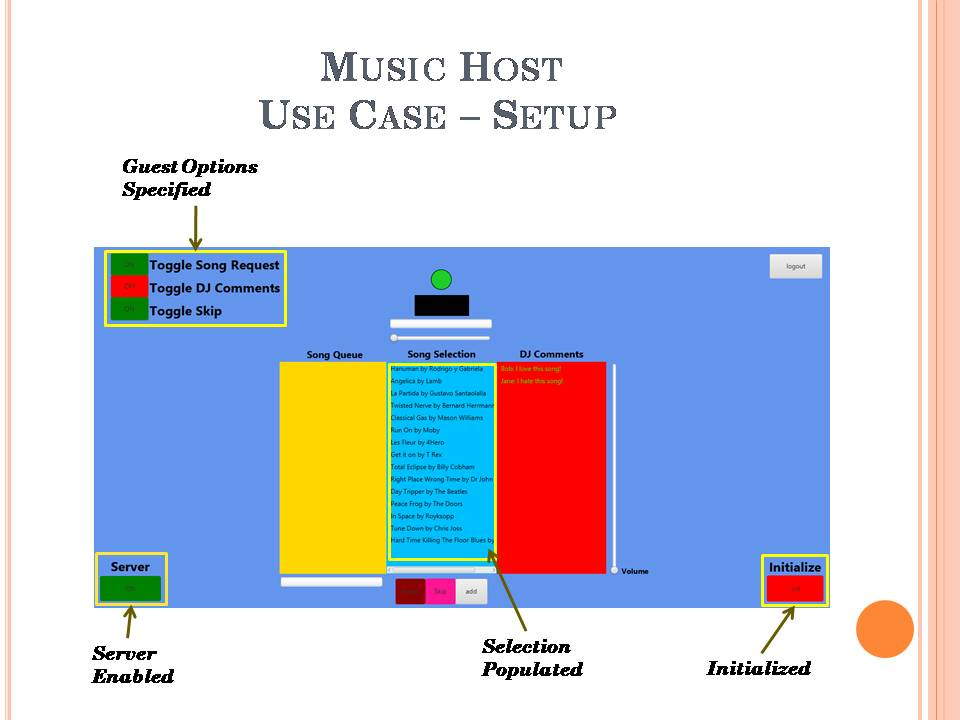 MUSIC HOST
USE CASE – SETUP
Guest Options
Specified
Toggle Song Request
OFF Toggle DJ Comments
ON Toggle Skip
logout
Song Queue
Song Selection
DJ Comments
Hanuman by Rodrigo y Gabriela
Angelica by Lamb
La Partida by Gustavo Santaolalla
Twisted Nerve by Bernard Herrmann
Classical Gas by Mason Williams
Run On by Moby
Les Fleur by 4Hero
Get it on by T Rex
Total Eclipse by Billy Cobham
Right Place Wrong Time by Dr John
Day Tripper by The Beatles
Peace Frog by The Doors
In Space by Royksopp
Tune Down by Chris Joss
Hard Time Killing The Floor Blues by
Bob: I love this song!
Jane: I hate this song!
Volume
Server
Initialize
Skip
add
Server
Enabled
Selection
Populated
Initialized